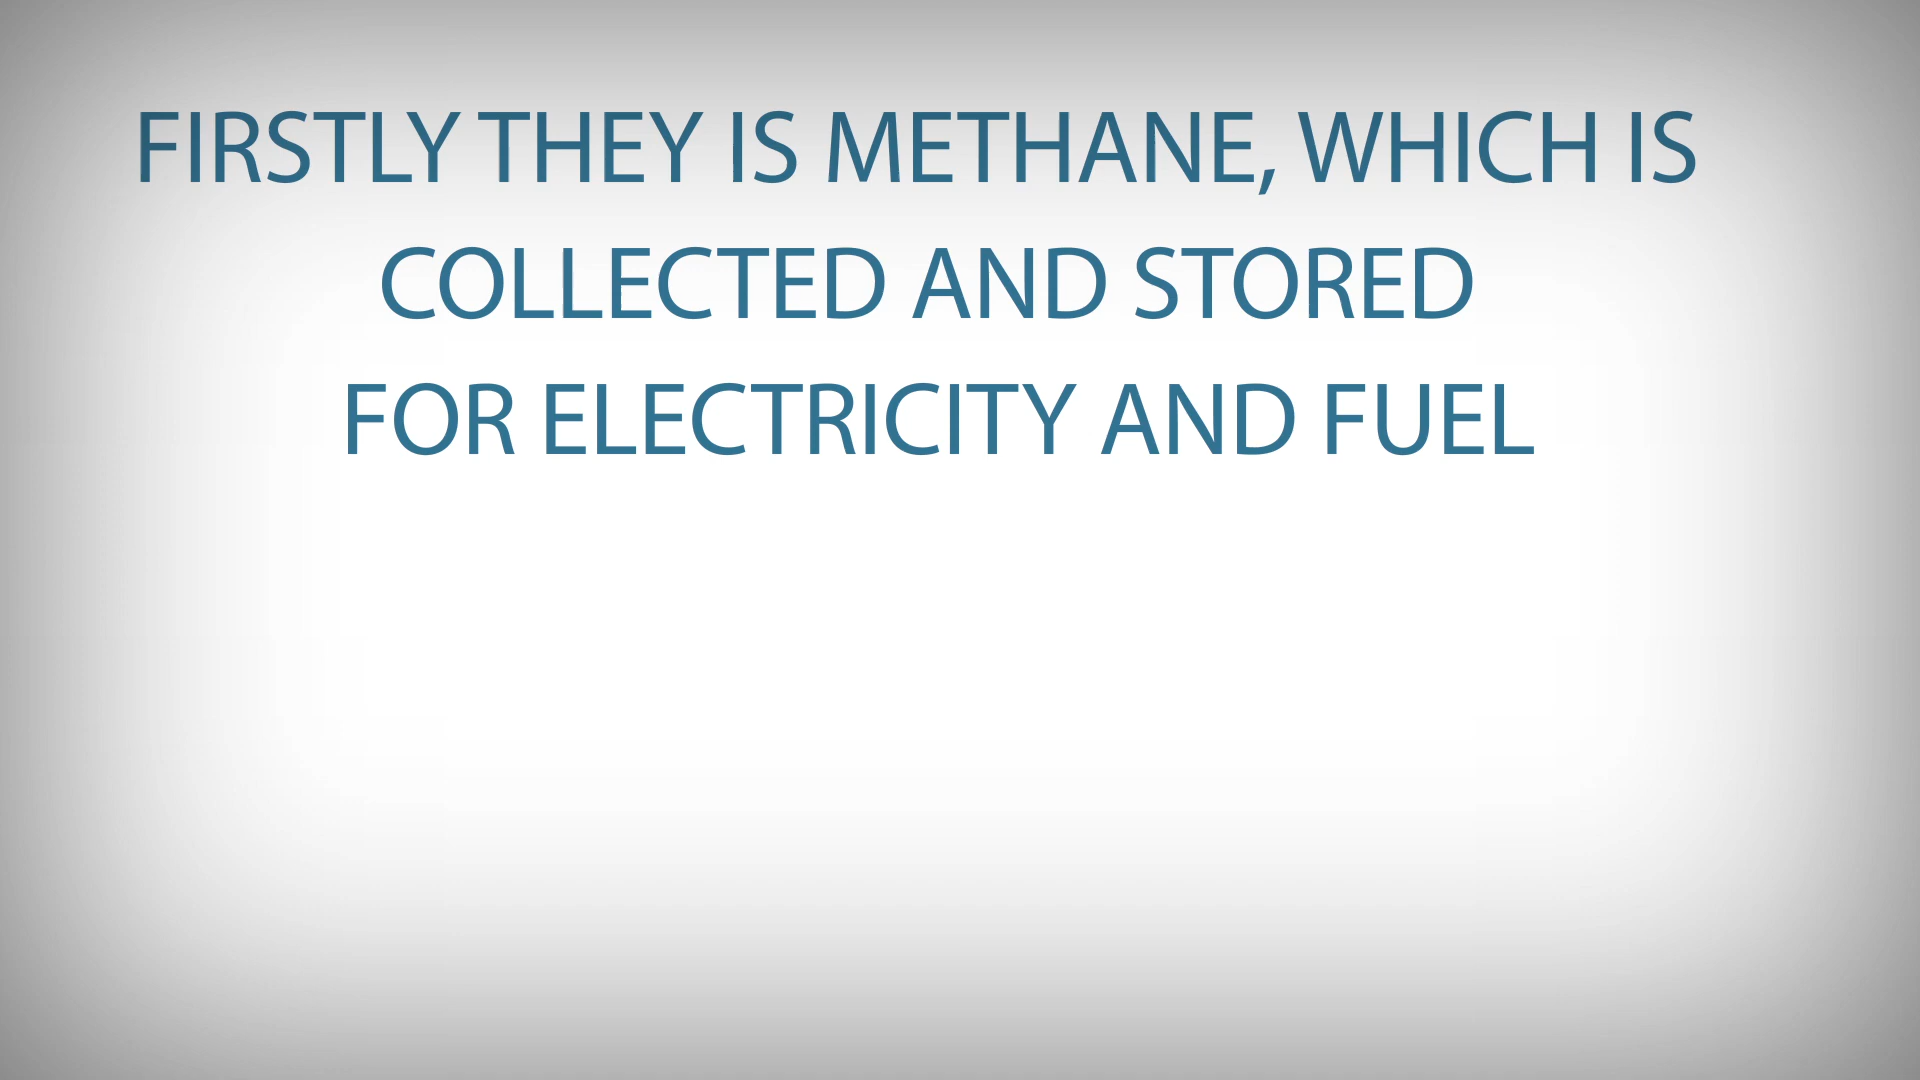 FIRSTLY THEY IS METHANE, WHICH IS
COLLECTED AND STORED
FOR ELECTRICITY AND FUEL